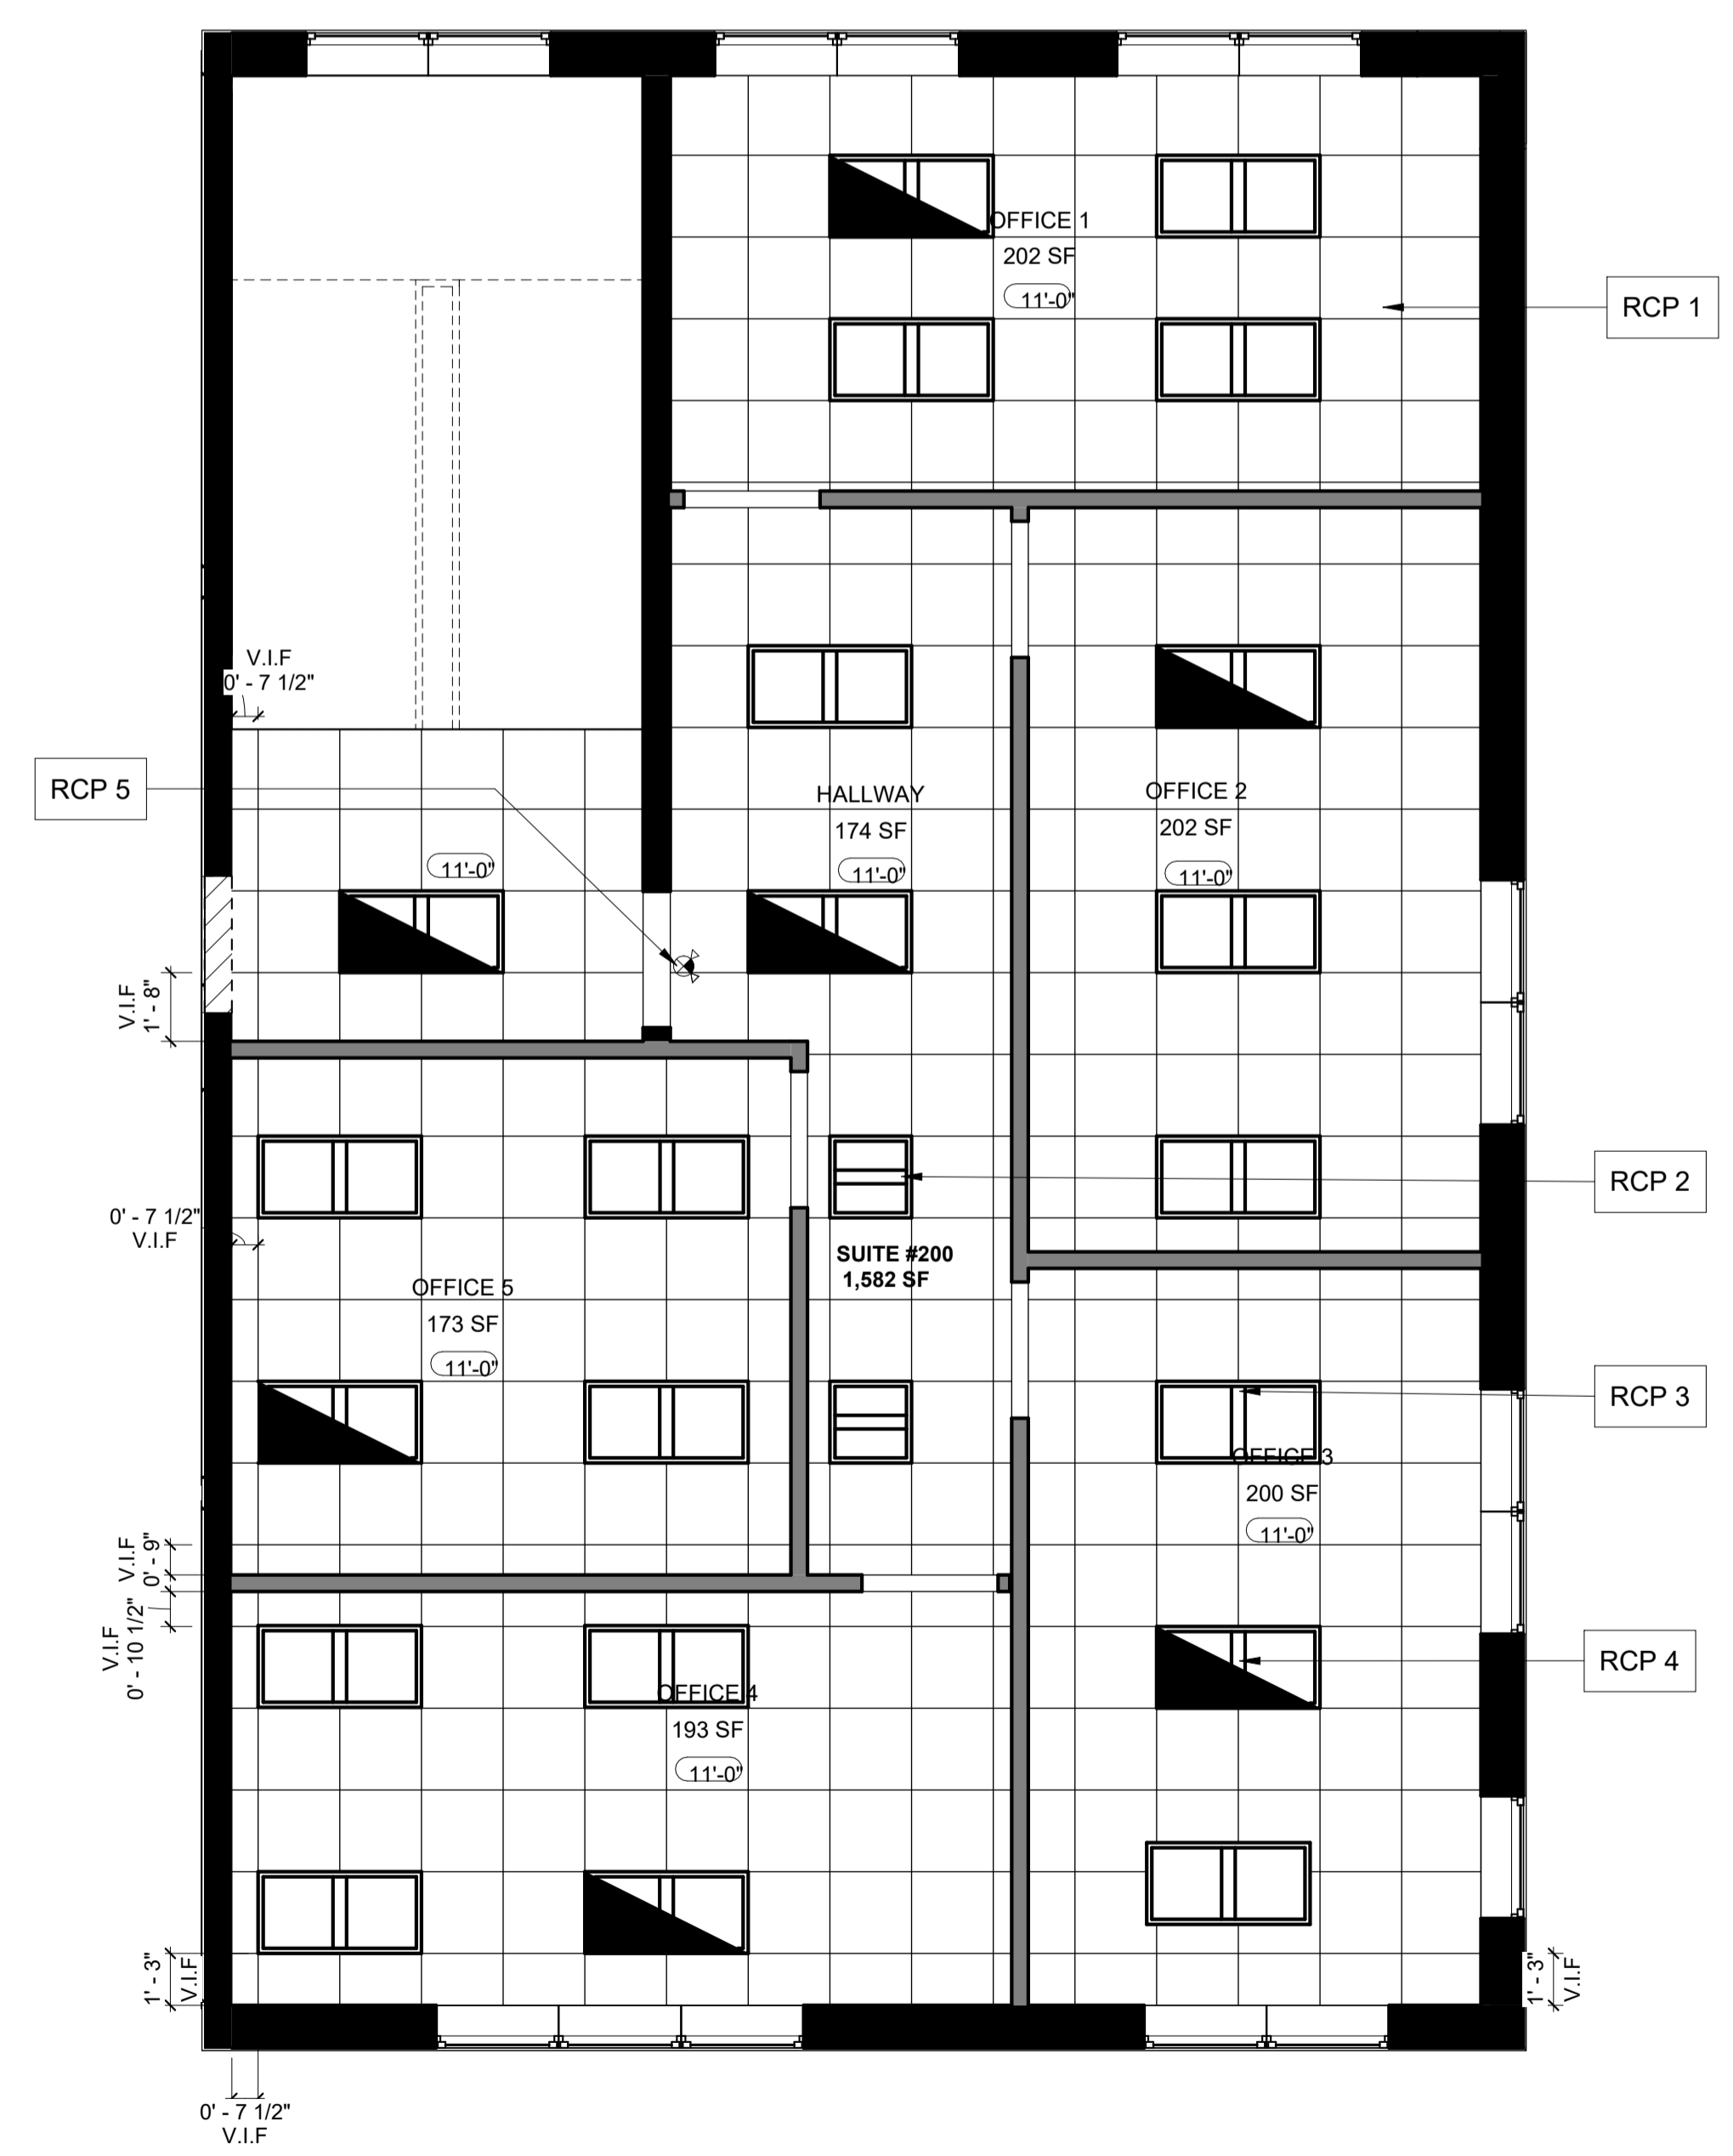 OFFICE 1
202 SF
11'-0"
RCP 1
V.I.F
0' - 7 1/2"
RCP 5
HALLWAY
174 SF
11'-0"
OFFICE 2
202 SF
11'-0"
11'-0"
V.I.F
1' - 8"
RCP 2
0' - 7 1/2"
V.I.F
SUITE #200
1,582 SF
OFFICE 5
173 SF
11'-0"
RCP 3
OFFICE 3
200 SF
11'-0"
V.I.F
0' - 9"
V.I.F
0' - 10 1/2"
RCP 4
OFFICE 4
193 SF
11'-0"
1' - 3"
V.I.F
1' - 3"
V.I.F
0' - 7 1/2"
V.I.F